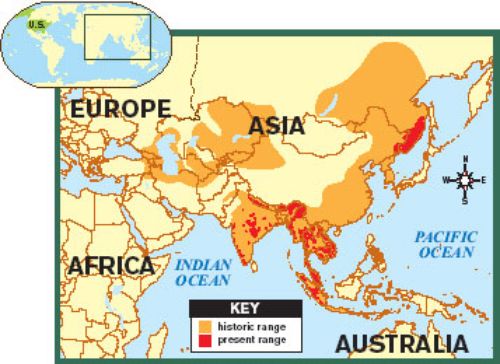 U.S.
EUROPE
ASIA
N
W
E
S
PACIFIC
OCEAN
AFRICA
INDIAN
OCEAN
KEY
historic range
present range
AUSTRALIA